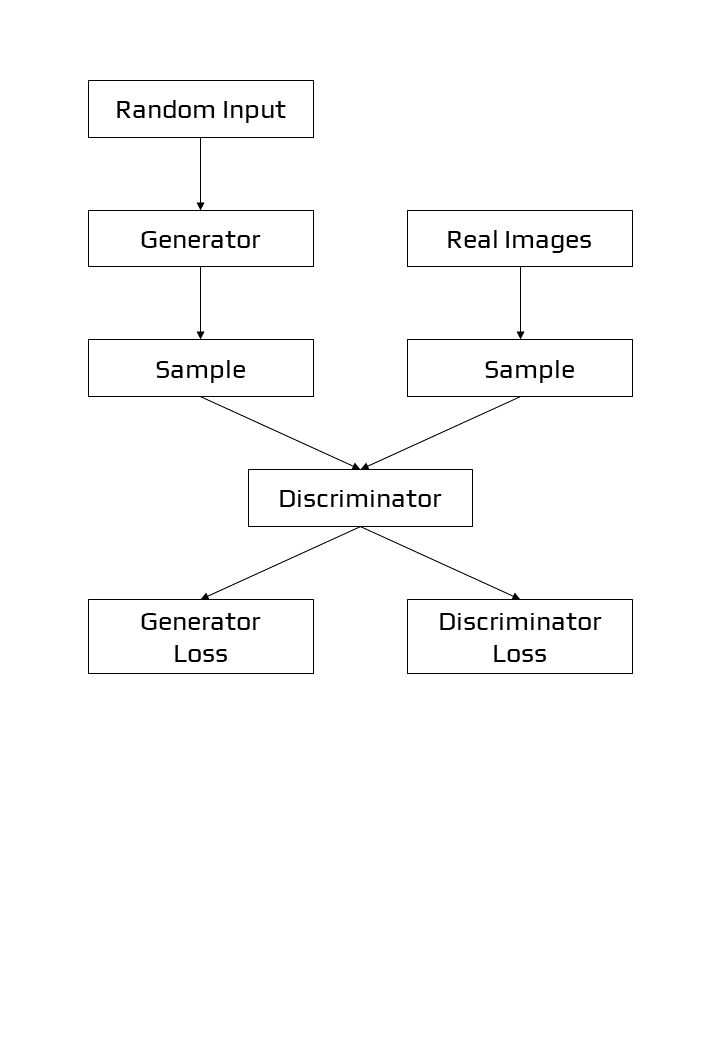 Random Input
Generator
Real Images
Sample
Sample
Discriminator
Generator
Loss
Discriminator
Loss